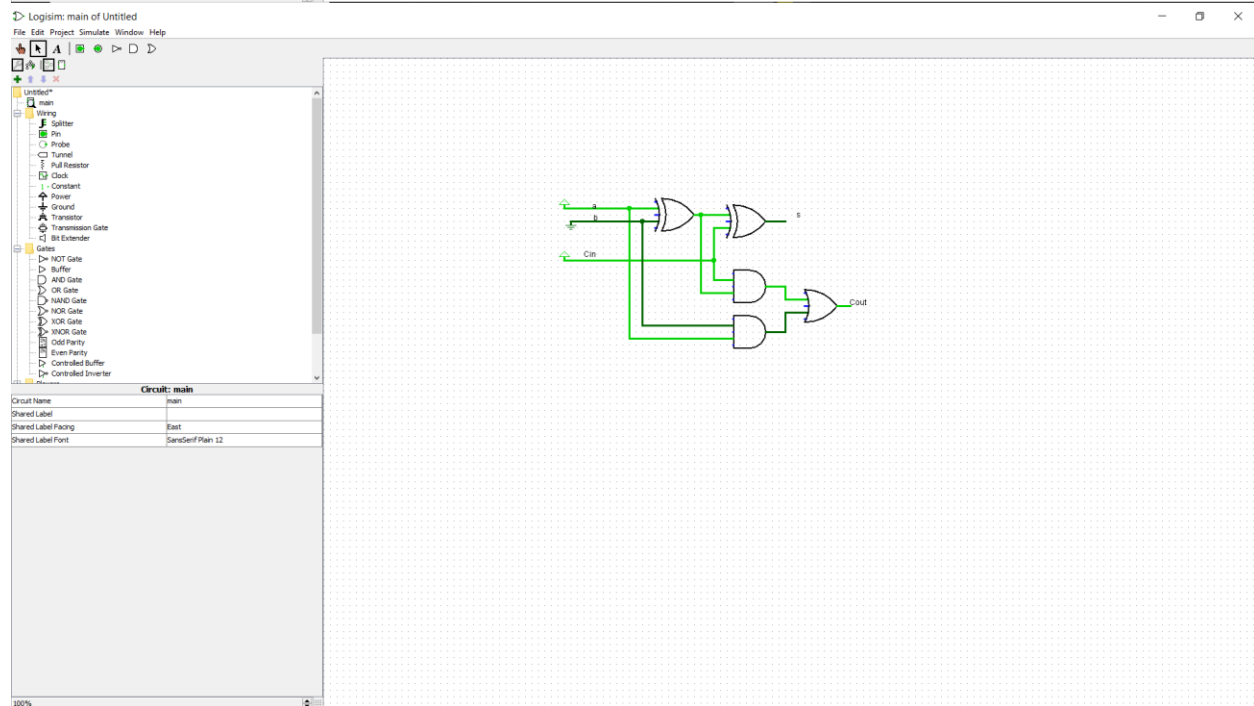 Logisim: main of Untitled
File Edit Project Simulate Window Help
A
Untitled*
main
Wiring
Splitter
Pin
Probe
Tunnel
Pull Resistor
Clock
Constant
Power
Ground
Transistor
Transmission Gate
Bit Extender
Gates
NOT Gate
Buffer
AND Gate
OR Gate
NAND Gate
NOR Gate
XOR Gate
XNOR Gate
Odd Parity
Even Parity
Controlled Buffer
Controlled Inverter
Circuit: main
Circuit Name main
Shared Label
Shared Label Facing East
Shared Label Font SansSerif Plain 12
100%
a
b
s
Cin
Cout